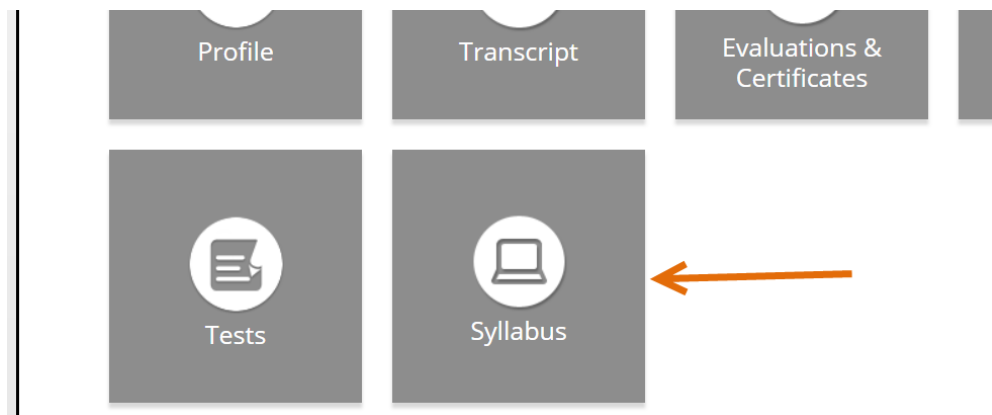 Profile
Transcript
Evaluations &
Certificates
Tests
Syllabus